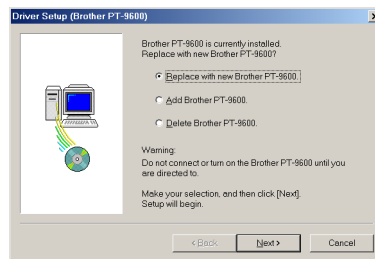 Driver Setup (Brother PT-9600)
Brother PT-9600 is currently installed.
Replace with new Brother PT-9600?
Replace with new Brother PT-9600.
Add Brother PT-9600.
Delete Brother PT-9600.
Warning:
Do not connect or turn on the Brother PT-9600 until you
are directed to.
Make your selection, and then click [Next].
Setup will begin.
< Back
Next >
Cancel